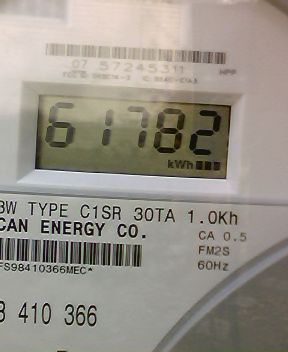 07 57245311
61782
kWh
3W TYPE C1SR 30TA 1.0Kh
CAN ENERGY CO.
CA 0.5
FM2S
60Hz
FS98410366MEC*
410 366